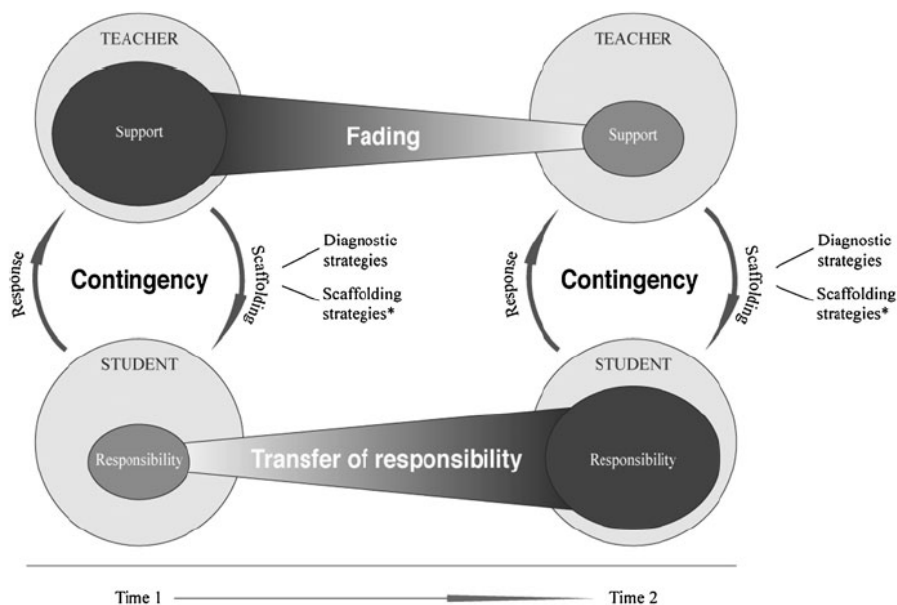 TEACHER
TEACHER
Support
Fading
Support
Response
Contingency
Scaffolding
Diagnostic
strategies
Scaffolding
strategies*
Response
Contingency
Scaffolding
Diagnostic
strategies
Scaffolding
strategies*
STUDENT
STUDENT
Responsibility
Transfer of responsibility
Responsibility
Time 1
Time 2